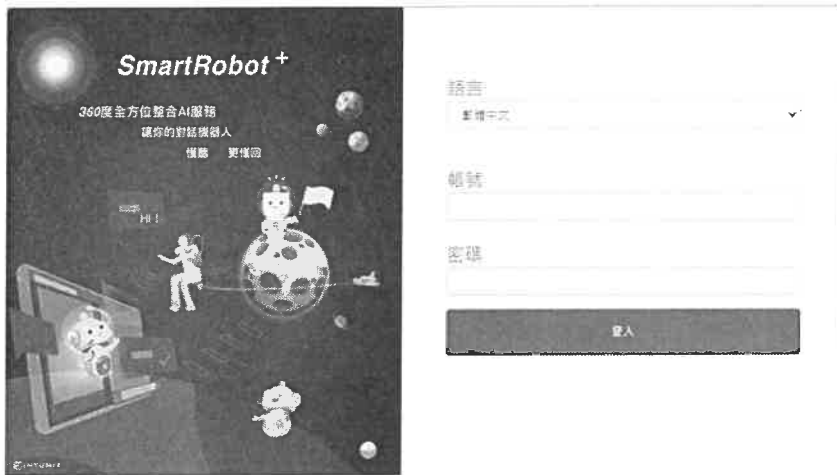 SmartRobot+
360度全方位整合AI服務
讓你的對話機器人
懂聽 更懂回
HI !
語言
繁體中文
帳號
密碼
登入